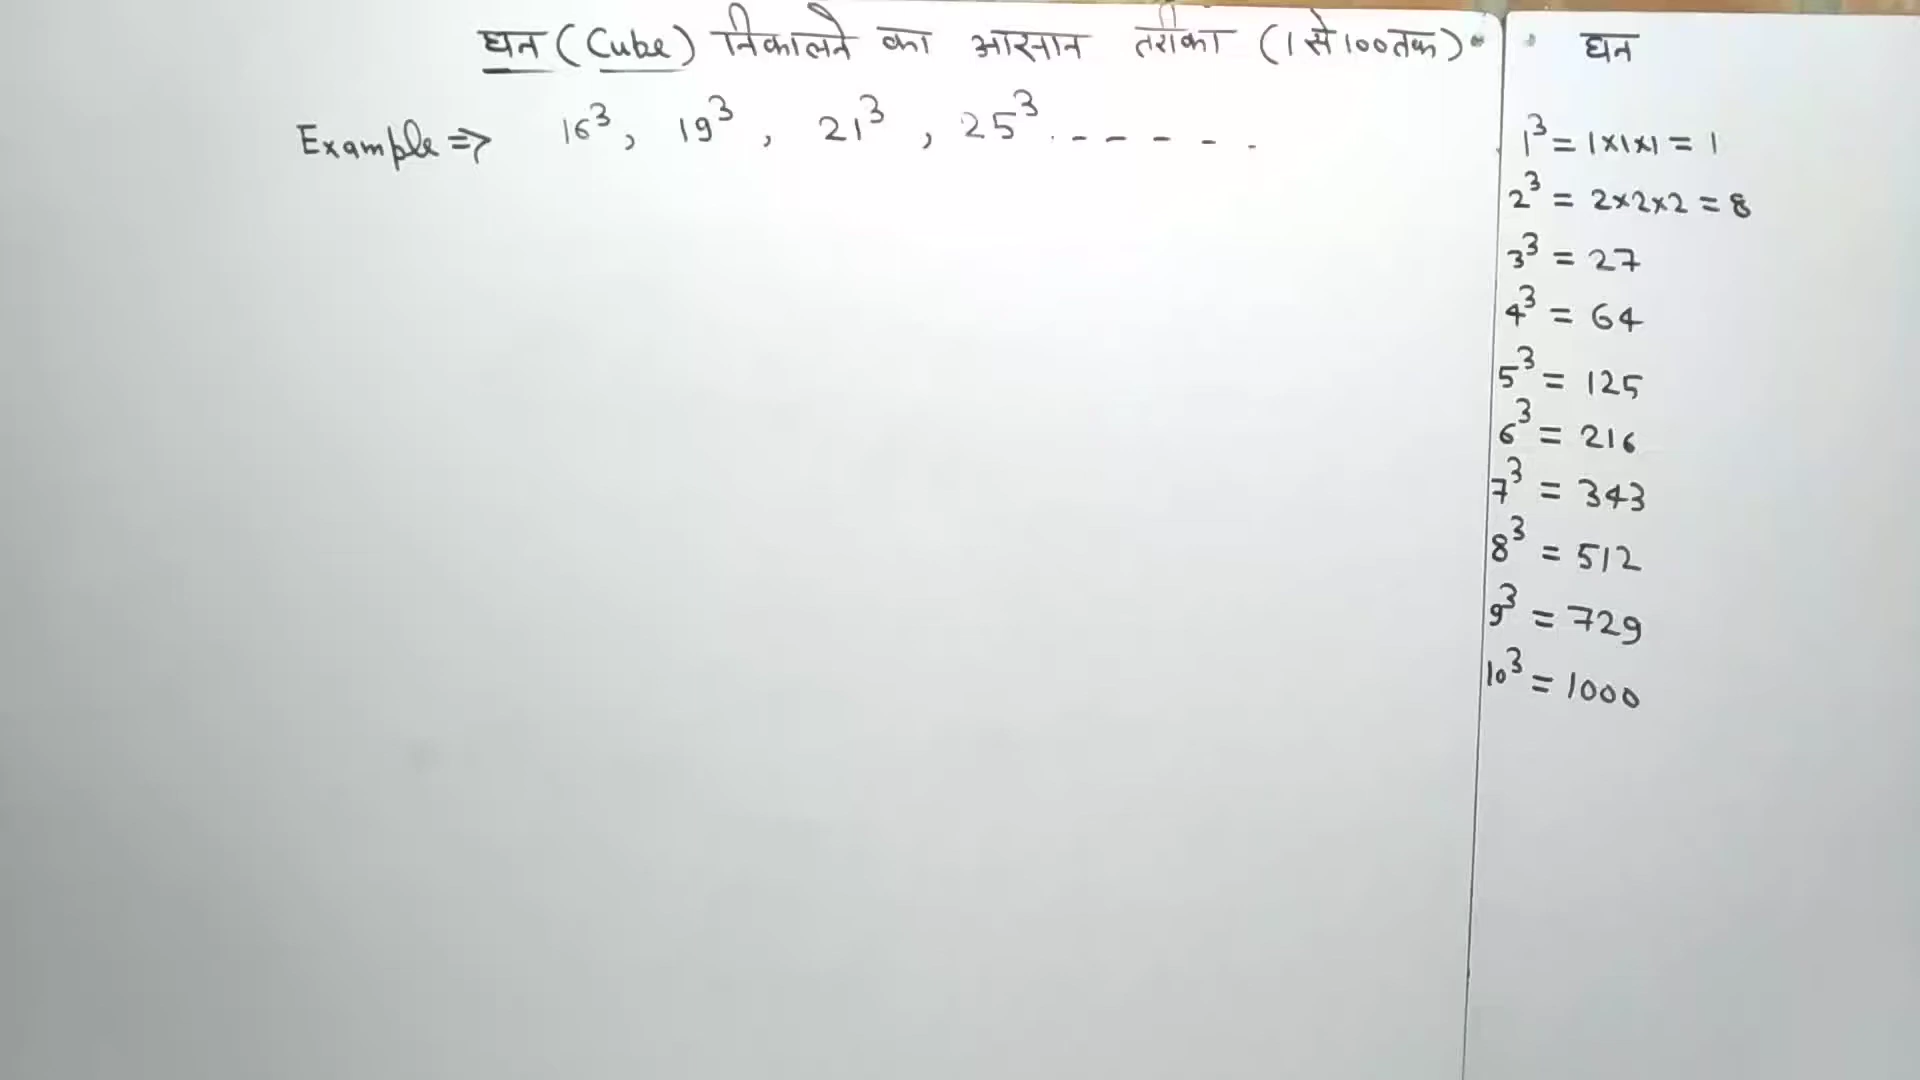 घन (Cube) निकालने का आसान तरीका (1 से 100 तक)
Example ⇒ 16³, 19³, 21³, 25³ - - - - -
घन
1³ = 1×1×1 = 1
2³ = 2×2×2 = 8
3³ = 27
4³ = 64
5³ = 125
6³ = 216
7³ = 343
8³ = 512
9³ = 729
10³ = 1000